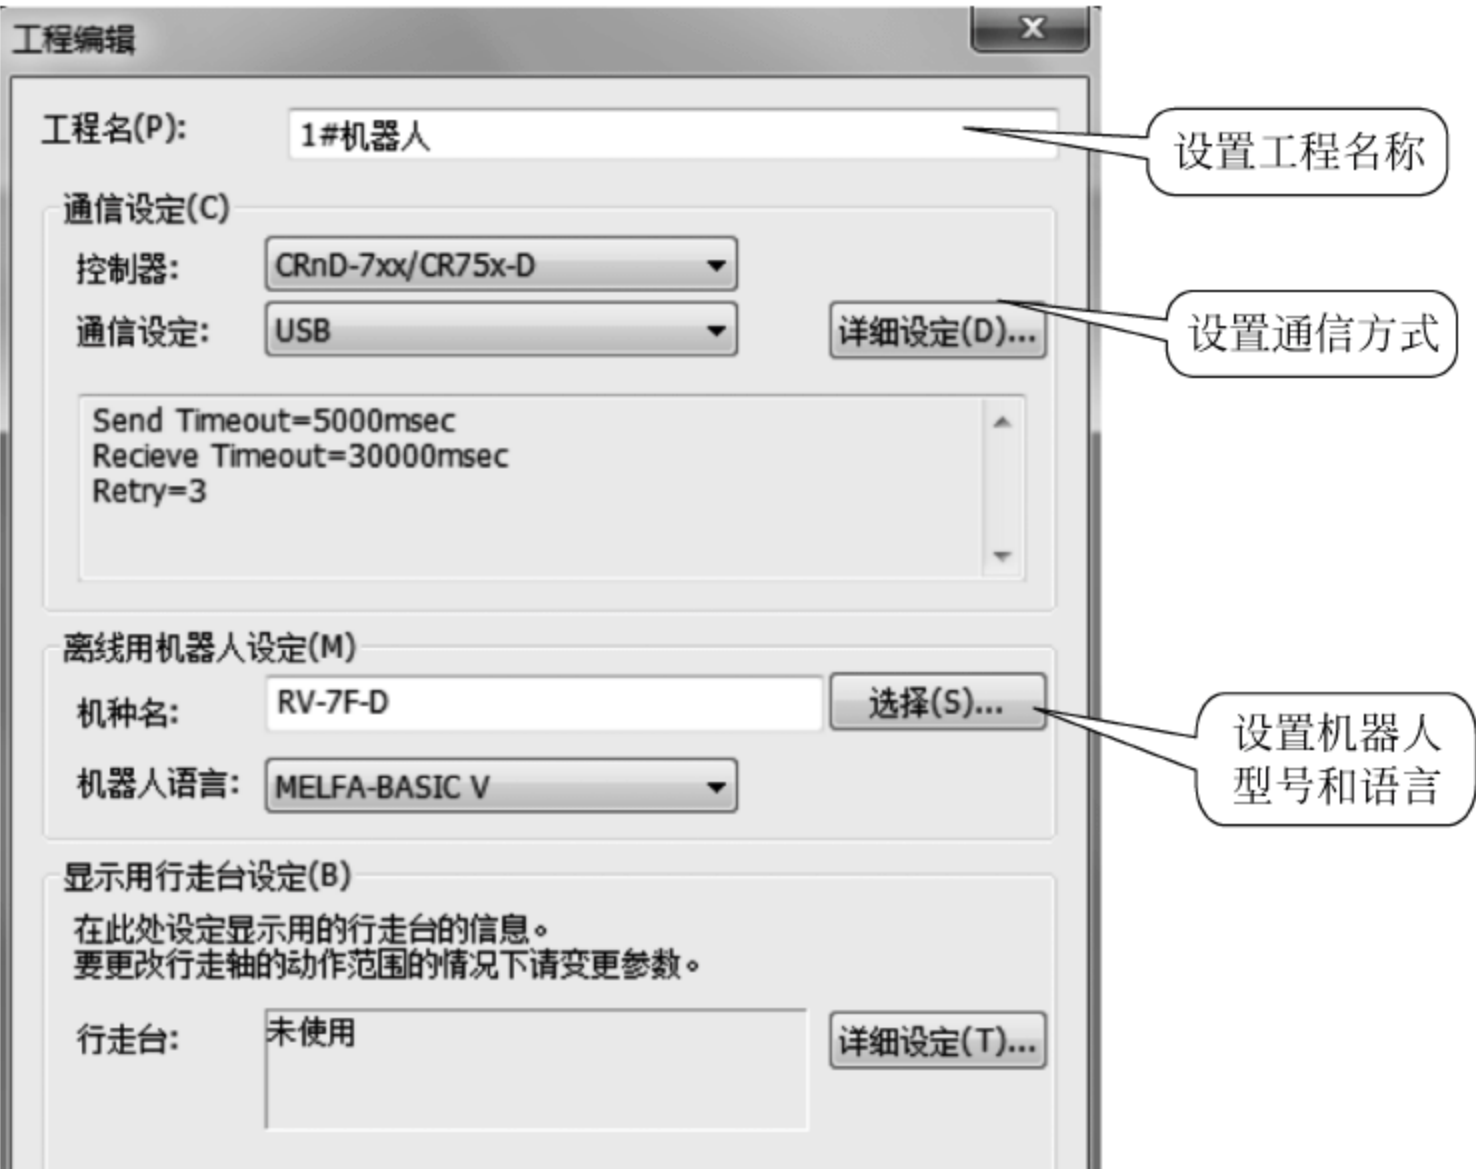 工程编辑
工程名(P):
1#机器人
设置工程名称
通信设定(C)
控制器:
CRnD-7xx/CR75x-D
通信设定:
USB
详细设定(D)...
设置通信方式
Send Timeout=5000msec
Recieve Timeout=30000msec
Retry=3
离线用机器人设定(M)
机种名:
RV-7F-D
选择(S)...
设置机器人
型号和语言
机器人语言:
MELFA-BASIC V
显示用行走台设定(B)
在此处设定显示用的行走台的信息。
要更改行走轴的动作范围的情况下请变更参数。
行走台:
未使用
详细设定(T)...